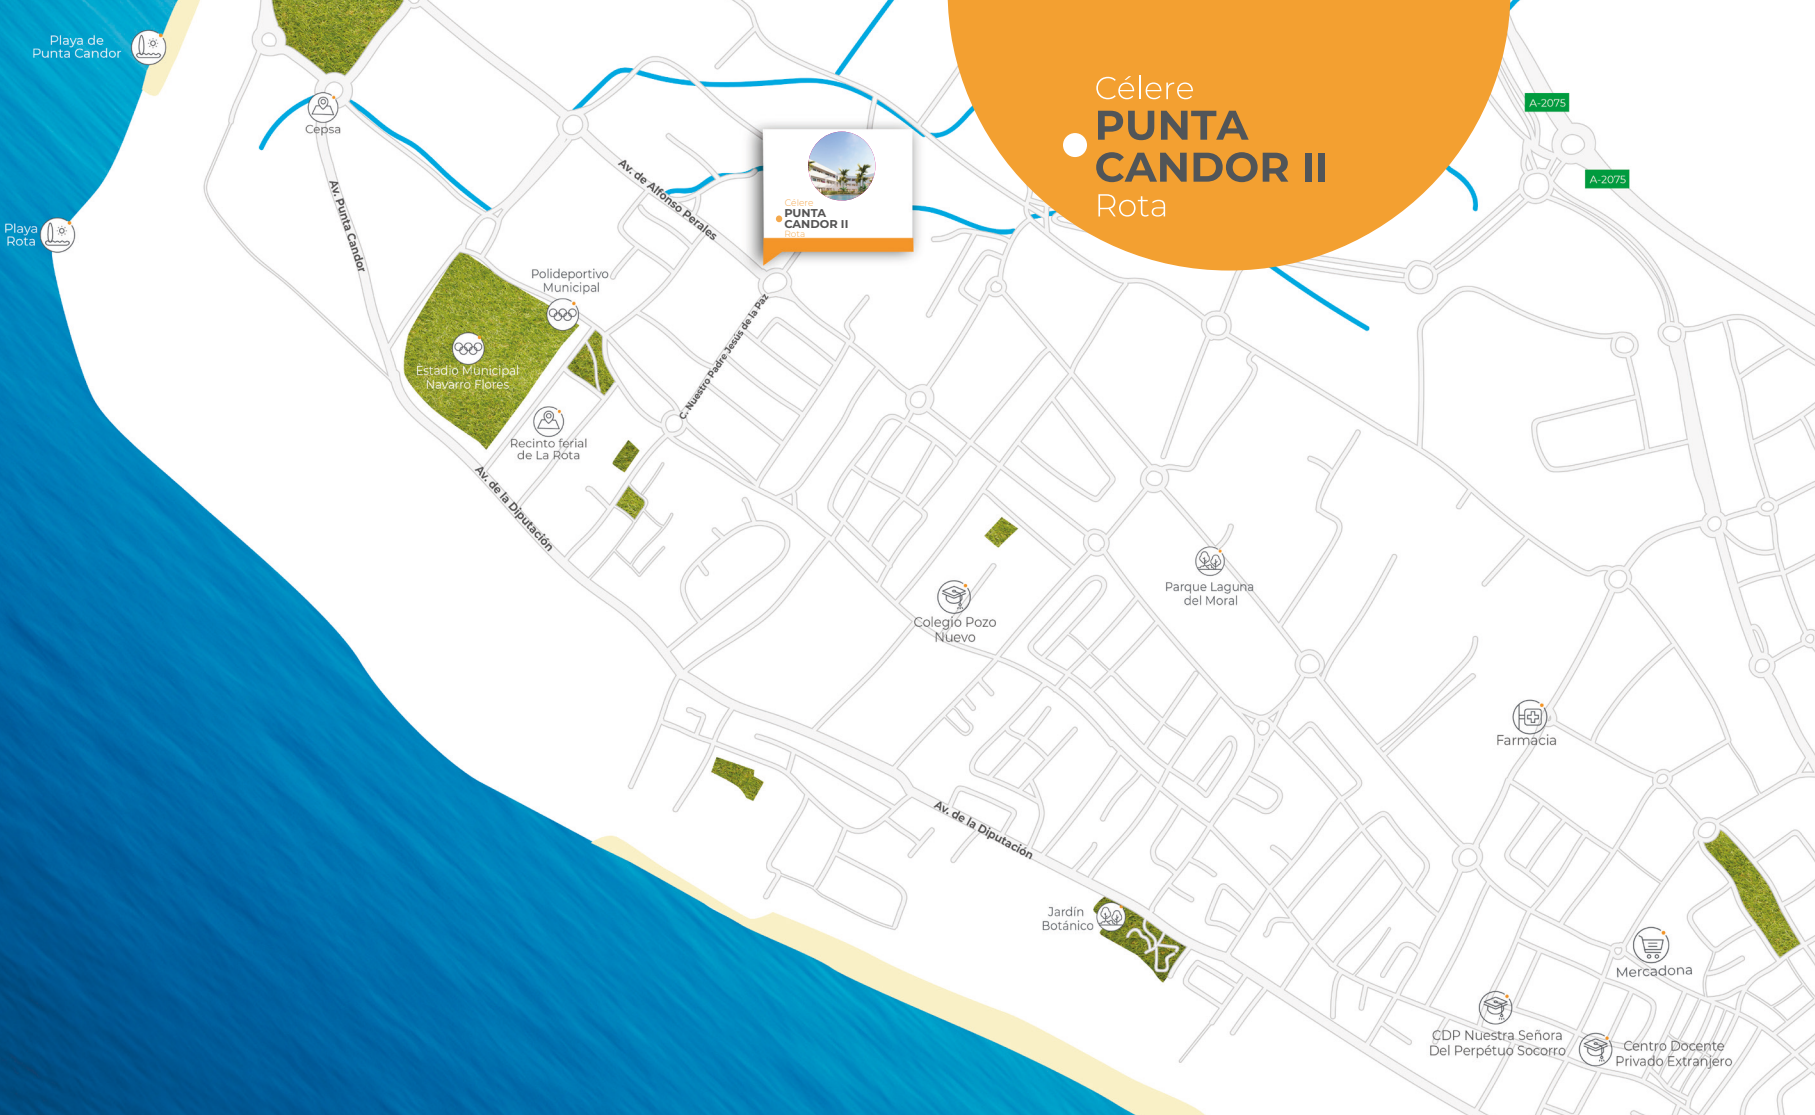 Playa de
Punta Candor
Cepsa
Célere
PUNTA
CANDOR II
Rota
A-2075
A-2075
Av. de Alfonso Perales
Célere
PUNTA
CANDOR II
Rota
Av. Punta Candor
Playa
Rota
Polideportivo
Municipal
Estadio Municipal
Navarro Flores
C. Nuestro Padre Jesús de la Paz
Recinto ferial
de La Rota
Av. de la Diputación
Parque Laguna
del Moral
Colegio Pozo
Nuevo
Farmacia
Av. de la Diputación
Jardín
Botánico
Mercadona
CDP Nuestra Señora
Del Perpétuo Socorro
Centro Docente
Privado Extranjero